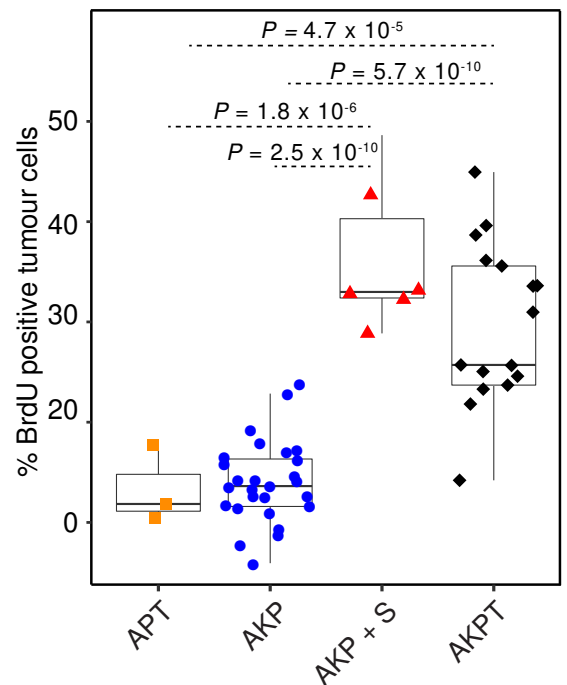 P = 4.7 x 10-5
P = 5.7 x 10-10
P = 1.8 x 10-6
P = 2.5 x 10-10
% BrdU positive tumour cells
50
40
30
20
0
APT
AKP
AKP + S
AKPT